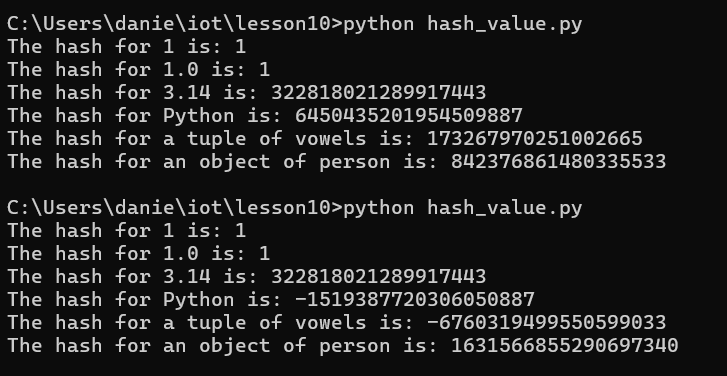 C:\Users\danie\iot\lesson10>python hash_value.py
The hash for 1 is: 1
The hash for 1.0 is: 1
The hash for 3.14 is: 322818021289917443
The hash for Python is: 6450435201954509887
The hash for a tuple of vowels is: 173267970251002665
The hash for an object of person is: 842376861480335533
C:\Users\danie\iot\lesson10>python hash_value.py
The hash for 1 is: 1
The hash for 1.0 is: 1
The hash for 3.14 is: 322818021289917443
The hash for Python is: -1519387720306050887
The hash for a tuple of vowels is: -6760319499550599033
The hash for an object of person is: 1631566855290697340